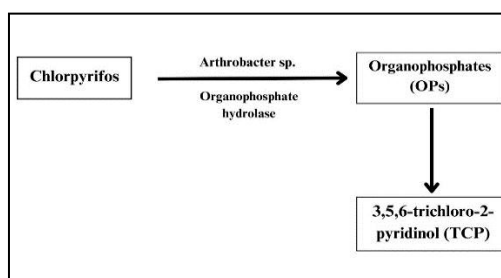 Chlorpyrifos
Arthrobacter sp.
Organophosphate
hydrolase
Organophosphates
(OPs)
3,5,6-trichloro-2-
pyridinol (TCP)